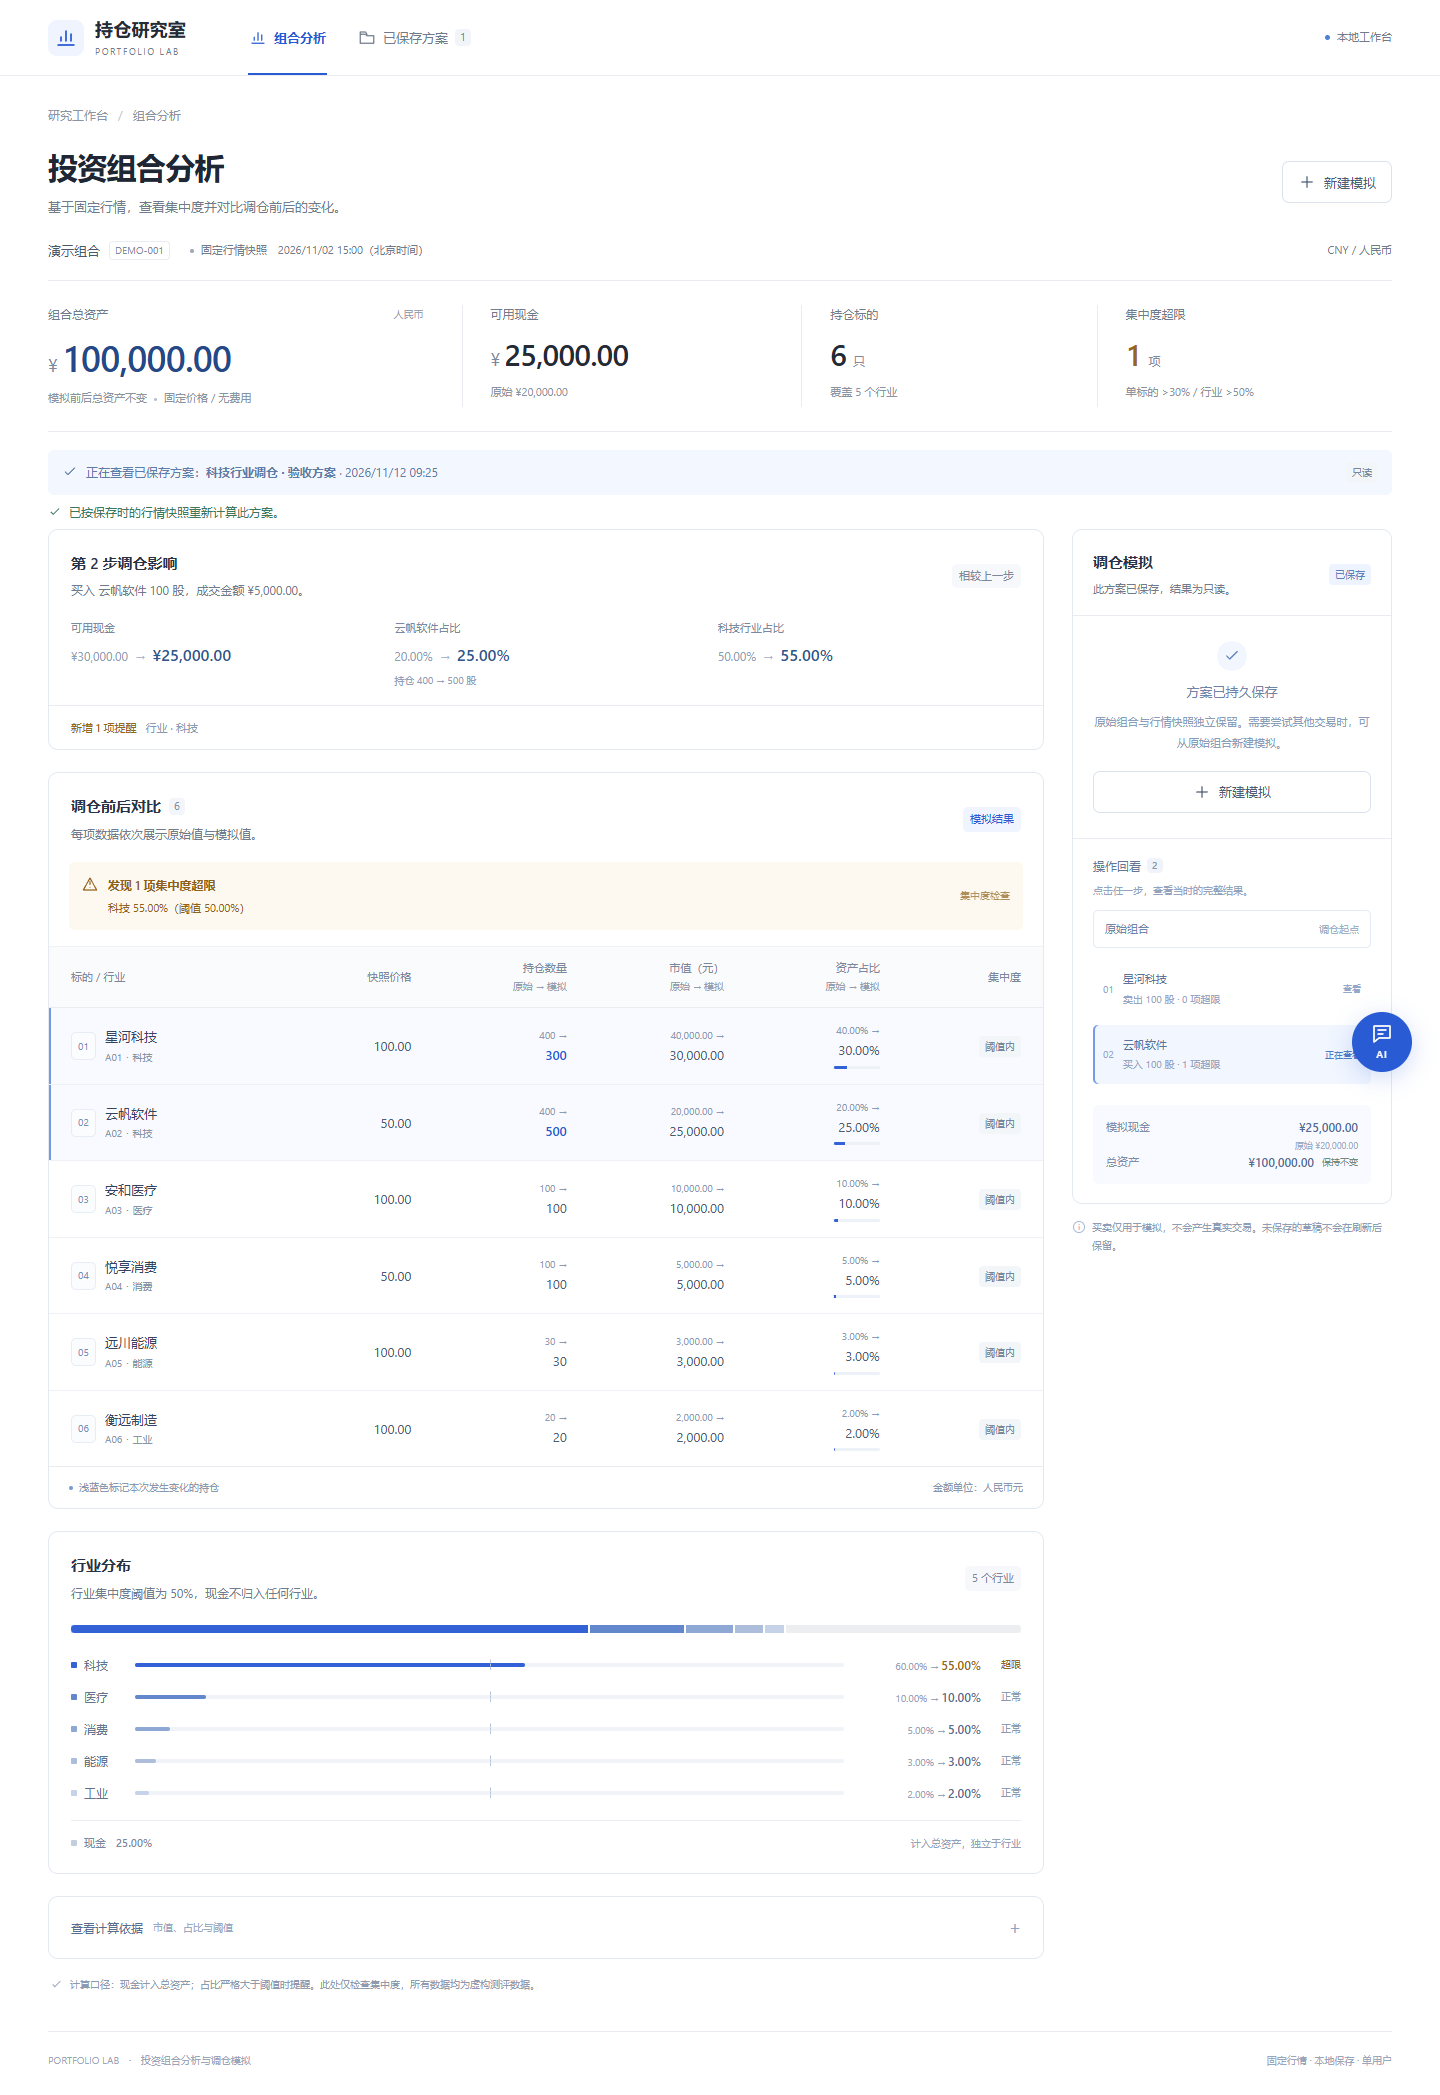 持仓研究室
PORTFOLIO LAB
组合分析
已保存方案 1
本地工作台
研究工作台 / 组合分析
投资组合分析
基于固定行情，查看集中度并对比调仓前后的变化。
新建模拟
演示组合 DEMO-001 固定行情快照 2026/11/02 15:00（北京时间）
CNY / 人民币
组合总资产 人民币
¥ 100,000.00
模拟前后总资产不变 • 固定价格 / 无费用
可用现金
¥ 25,000.00
原始 ¥20,000.00
持仓标的
6 只
覆盖 5 个行业
集中度超限
1 项
单标的 >30% / 行业 >50%
正在查看已保存方案：科技行业调仓 · 验收方案 · 2026/11/12 09:25
只读
已按保存时的行情快照重新计算此方案。
第 2 步调仓影响
买入 云帆软件 100 股，成交金额 ¥5,000.00。
相较上一步
可用现金
¥30,000.00 → ¥25,000.00
云帆软件占比
20.00% → 25.00%
持仓 400 → 500 股
科技行业占比
50.00% → 55.00%
新增 1 项提醒 行业 · 科技
调仓前后对比 6
每项数据依次展示原始值与模拟值。
模拟结果
发现 1 项集中度超限
科技 55.00%（阈值 50.00%）
集中度检查
标的 / 行业 快照价格 持仓数量 市值（元） 资产占比 集中度
原始 → 模拟 原始 → 模拟 原始 → 模拟
01 星河科技 A01 · 科技 100.00 400 → 300 40,000.00 → 30,000.00 40.00% → 30.00% 阈值内
02 云帆软件 A02 · 科技 50.00 400 → 500 20,000.00 → 25,000.00 20.00% → 25.00% 阈值内
03 安和医疗 A03 · 医疗 100.00 100 → 100 10,000.00 → 10,000.00 10.00% → 10.00% 阈值内
04 悦享消费 A04 · 消费 50.00 100 → 100 5,000.00 → 5,000.00 5.00% → 5.00% 阈值内
05 远川能源 A05 · 能源 100.00 30 → 30 3,000.00 → 3,000.00 3.00% → 3.00% 阈值内
06 衡远制造 A06 · 工业 100.00 20 → 20 2,000.00 → 2,000.00 2.00% → 2.00% 阈值内
浅蓝色标记本次发生变化的持仓
金额单位：人民币元
行业分布
行业集中度阈值为 50%，现金不归入任何行业。
5 个行业
科技 60.00% → 55.00% 超限
医疗 10.00% → 10.00% 正常
消费 5.00% → 5.00% 正常
能源 3.00% → 3.00% 正常
工业 2.00% → 2.00% 正常
现金 25.00%
计入总资产，独立于行业
查看计算依据 市值、占比与阈值
计算口径：现金计入总资产；占比严格大于阈值时提醒。此处仅检查集中度，所有数据均为虚构测评数据。
调仓模拟
此方案已保存，结果为只读。
已保存
方案已持久保存
原始组合与行情快照独立保留。需要尝试其他交易时，可
从原始组合新建模拟。
新建模拟
操作回看 2
点击任一步，查看当时的完整结果。
原始组合 调仓起点
01 星河科技
卖出 100 股 · 0 项超限
查看
02 云帆软件
买入 100 股 · 1 项超限
正在查
AI
模拟现金 ¥25,000.00
原始 ¥20,000.00
总资产 ¥100,000.00 保持不变
买卖仅用于模拟，不会产生真实交易。未保存的草稿不会在刷新后
保留。
PORTFOLIO LAB · 投资组合分析与调仓模拟
固定行情 · 本地保存 · 单用户